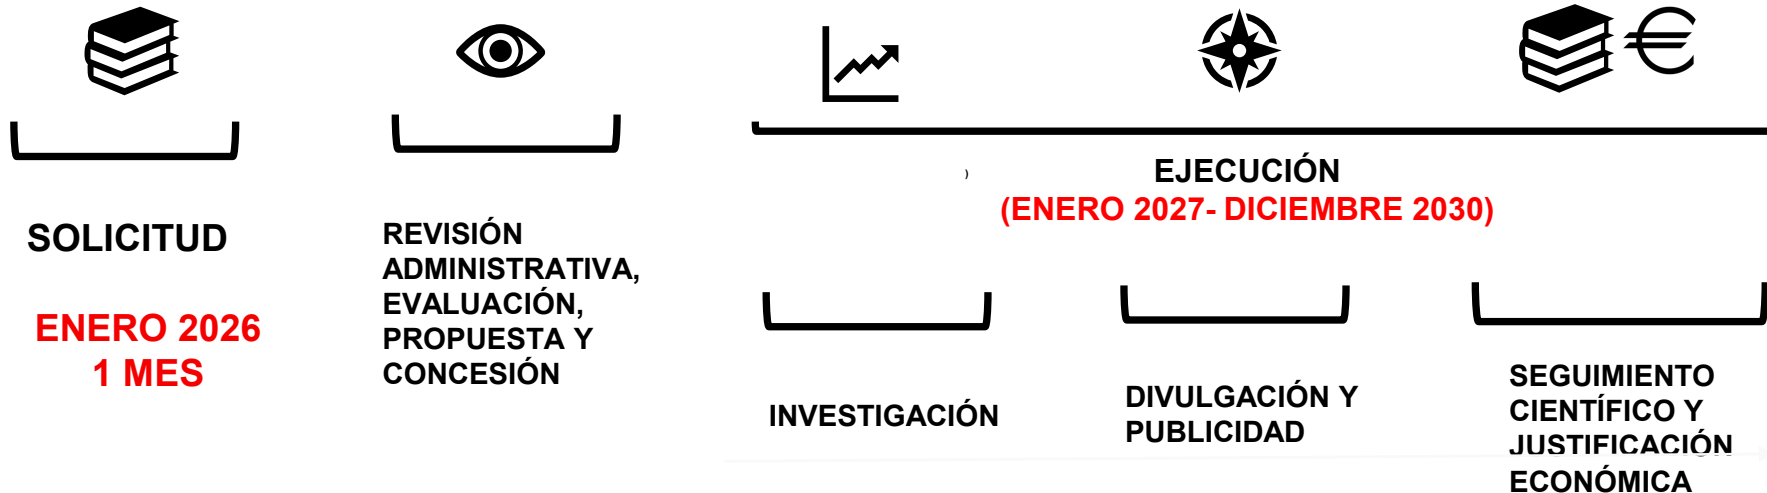 SOLICITUD
ENERO 2026
1 MES
REVISIÓN
ADMINISTRATIVA,
EVALUACIÓN,
PROPUESTA Y
CONCESIÓN
)
EJECUCIÓN
(ENERO 2027- DICIEMBRE 2030)
INVESTIGACIÓN
DIVULGACIÓN Y
PUBLICIDAD
SEGUIMIENTO
CIENTÍFICO Y
JUSTIFICACIÓN
ECONÓMICA